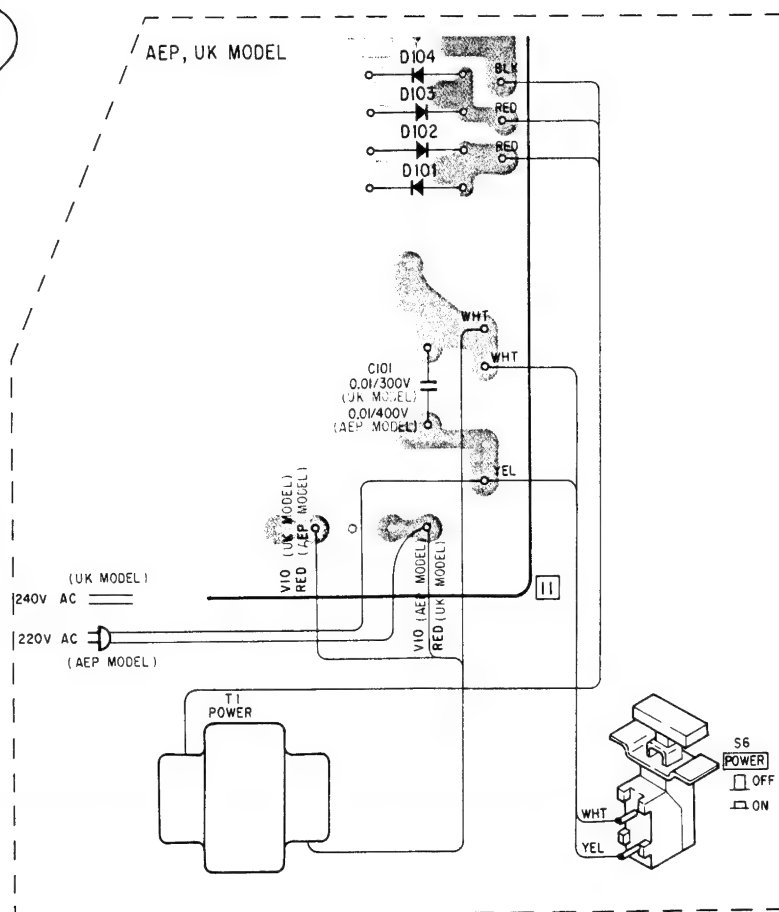 AEP, UK MODEL
D104
BLK
D103
RED
D102
RED
D101
WHT
WHT
C101
0.01/300V
(UK MODEL)
0.01/400V
(AEP MODEL)
YEL
VIO (UK MODEL)
RED (AEP MODEL)
VIO (AEP MODEL)
RED (UK MODEL)
(UK MODEL)
240V AC
11
220V AC
(AEP MODEL)
T1
POWER
S6
POWER
OFF
ON
WHT
YEL